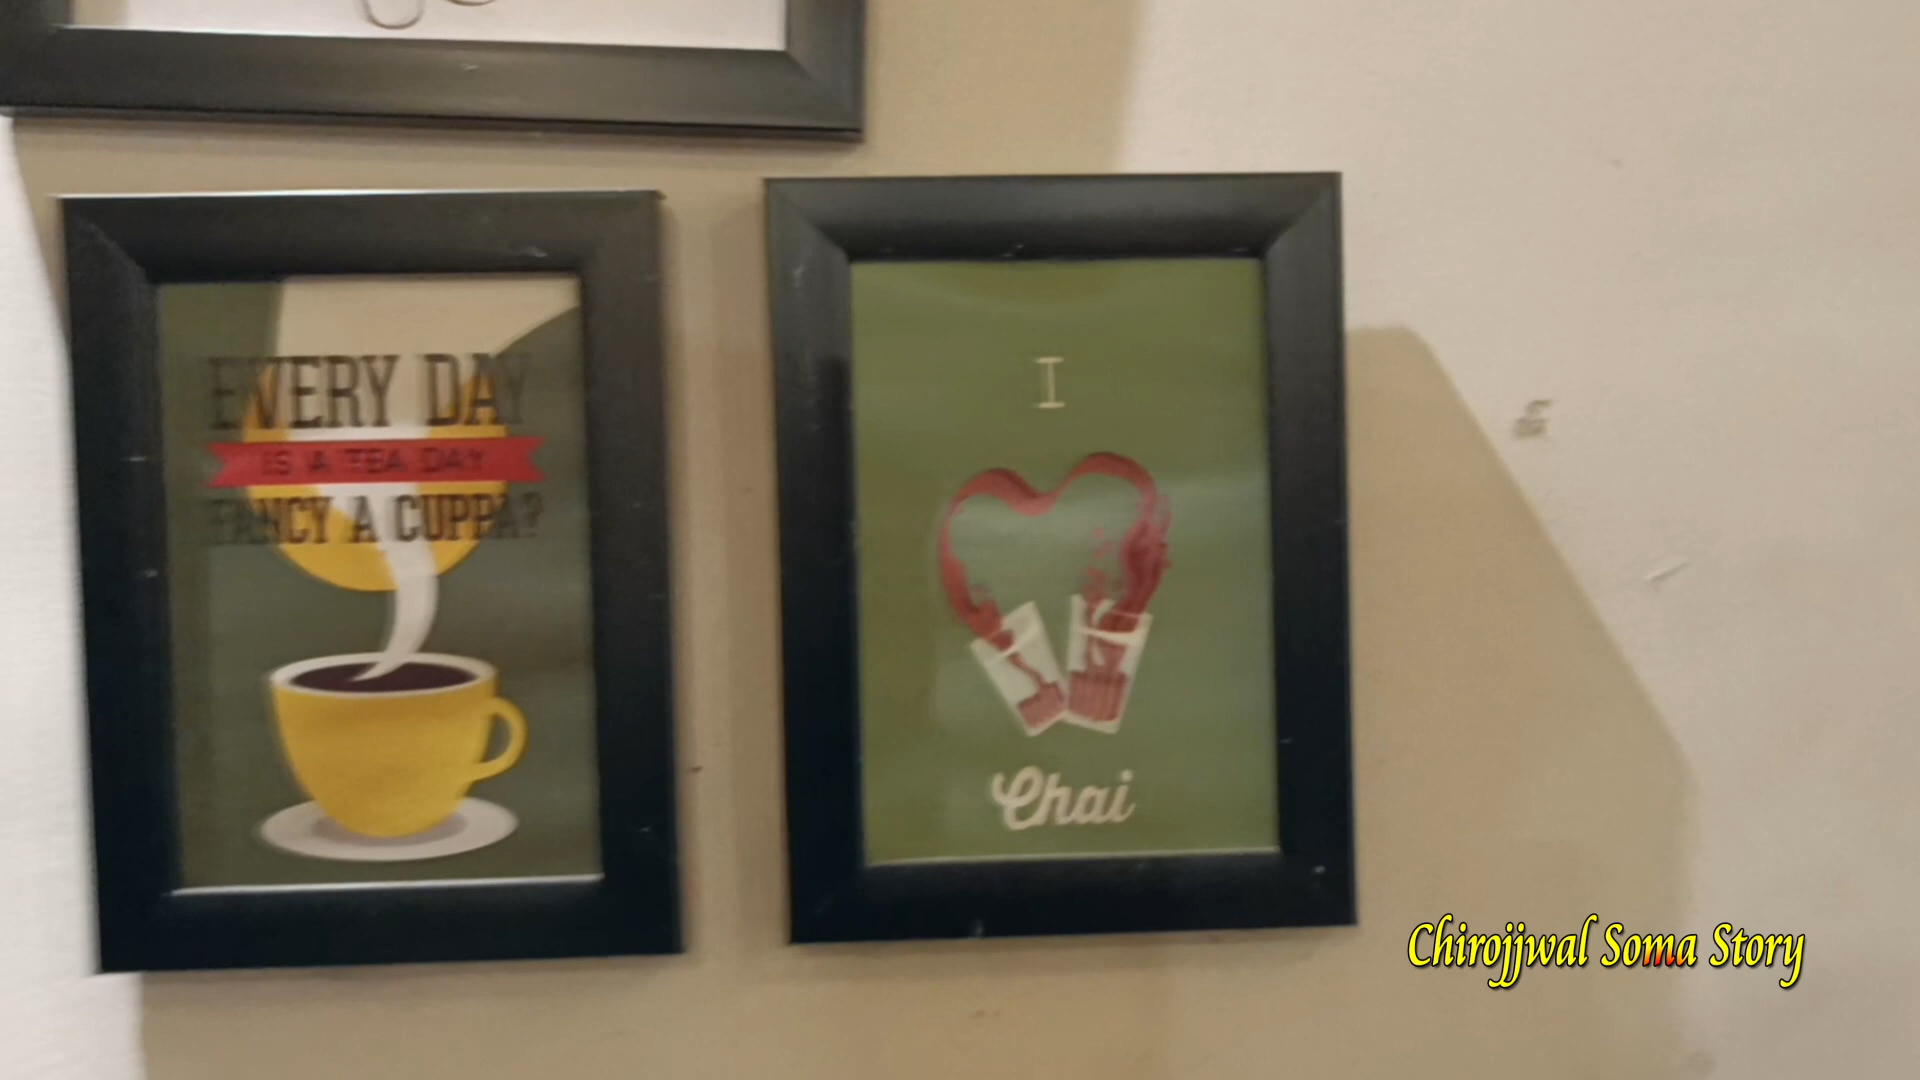 EVERY DAY
IS A TEA DAY
FANCY A CUPPA?
I
Chai
Chirojjwal Soma Story